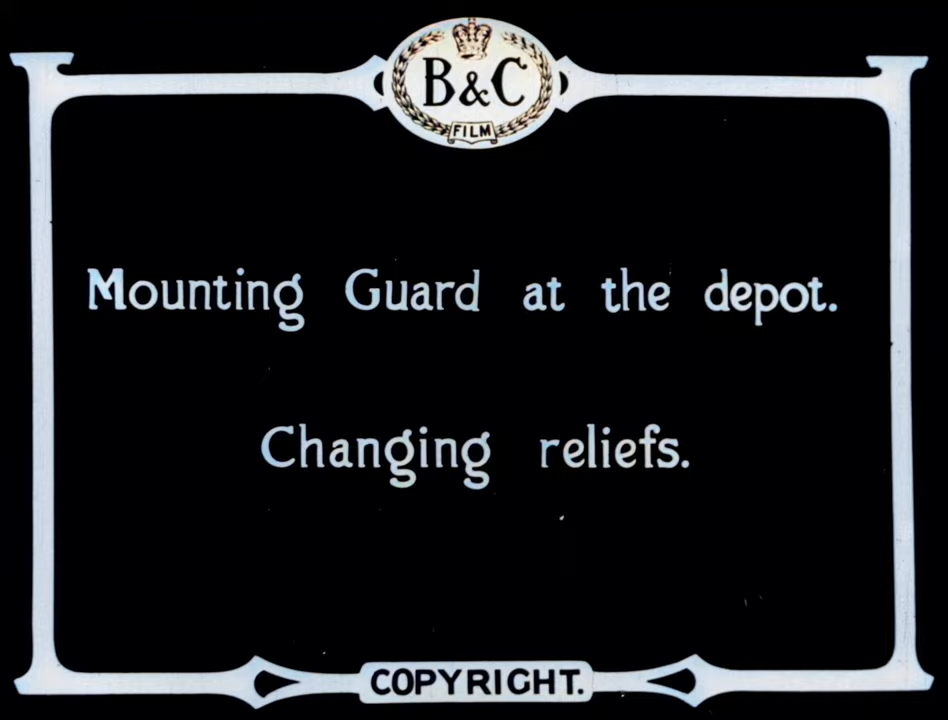 B&C
FILM
Mounting Guard at the depot.
Changing reliefs.
COPYRIGHT.